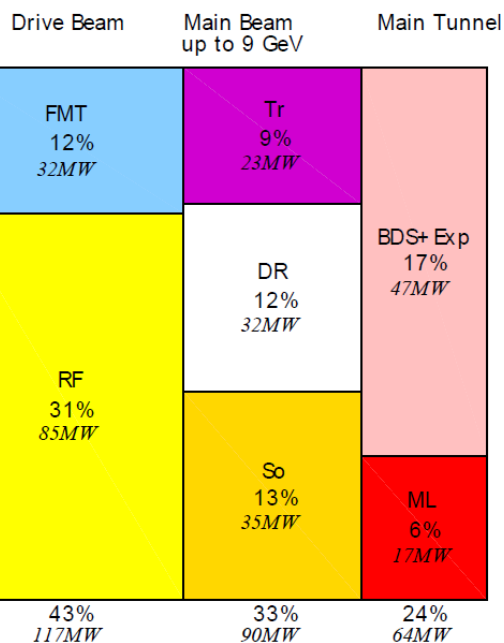 Drive Beam
Main Beam
up to 9 GeV
Main Tunnel
FMT
12%
32MW
RF
31%
85MW
Tr
9%
23MW
DR
12%
32MW
So
13%
35MW
BDS+ Exp
17%
47MW
ML
6%
17MW
43%
117MW
33%
90MW
24%
64MW